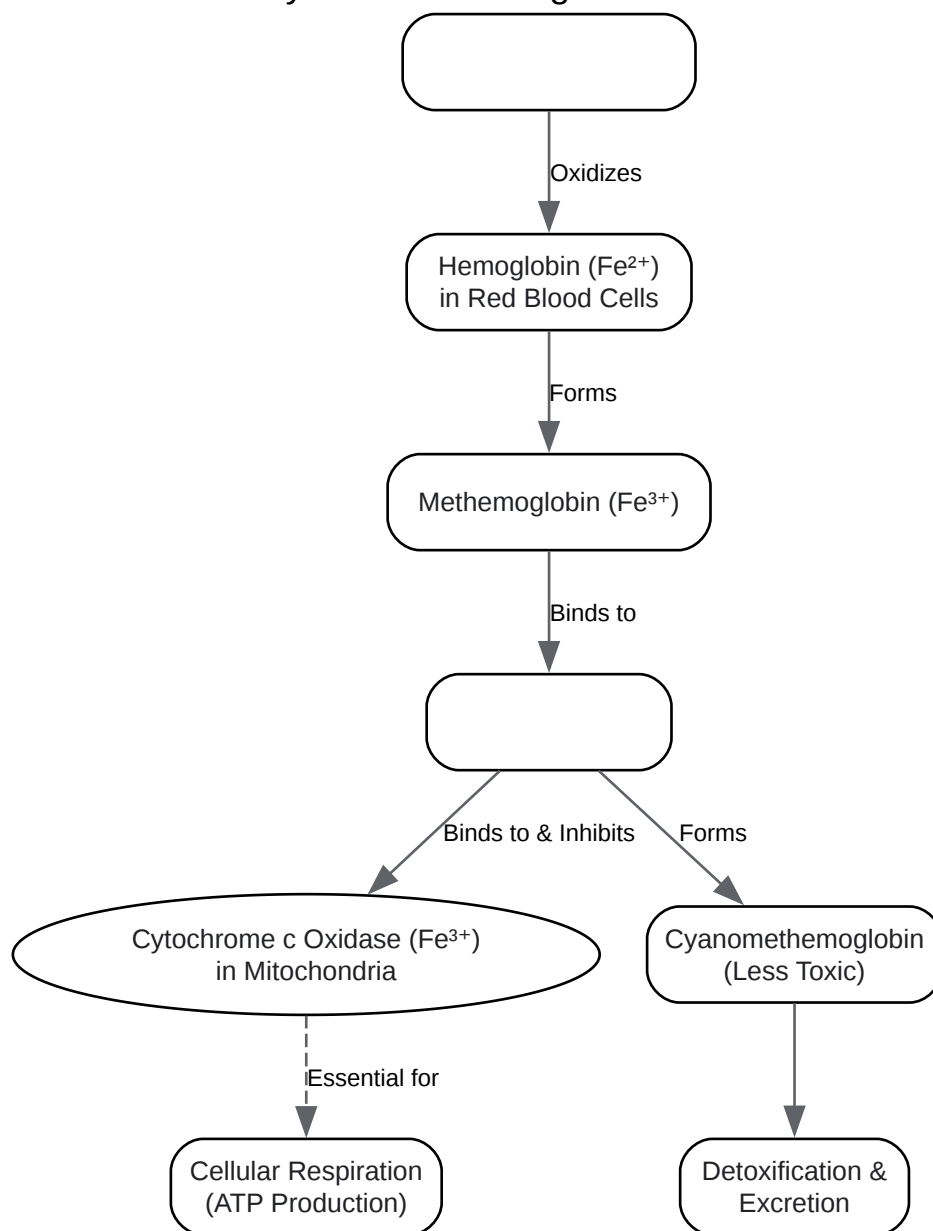 Oxidizes
Hemoglobin (Fe²⁺)
in Red Blood Cells
Forms
Methemoglobin (Fe³⁺)
Binds to
Binds to & Inhibits
Forms
Cytochrome c Oxidase (Fe³⁺)
in Mitochondria
Cyanomethemoglobin
(Less Toxic)
Essential for
Cellular Respiration
(ATP Production)
Detoxification &
Excretion